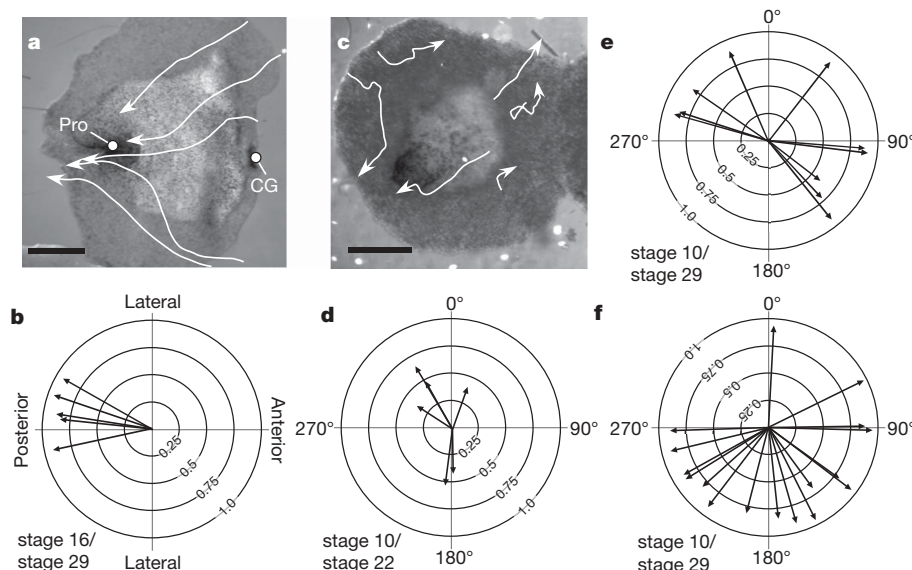 a
Pro
CG
c
e
0°
270°
90°
0.25
0.5
0.75
1.0
stage 10/
stage 29
180°
b
Lateral
Posterior
Anterior
0.25
0.5
0.75
1.0
stage 16/
stage 29
Lateral
d
0°
270°
90°
0.25
0.5
0.75
1.0
stage 10/
stage 22
180°
f
0°
1.0
0.75
0.5
0.25
270°
90°
stage 10/
stage 29
180°